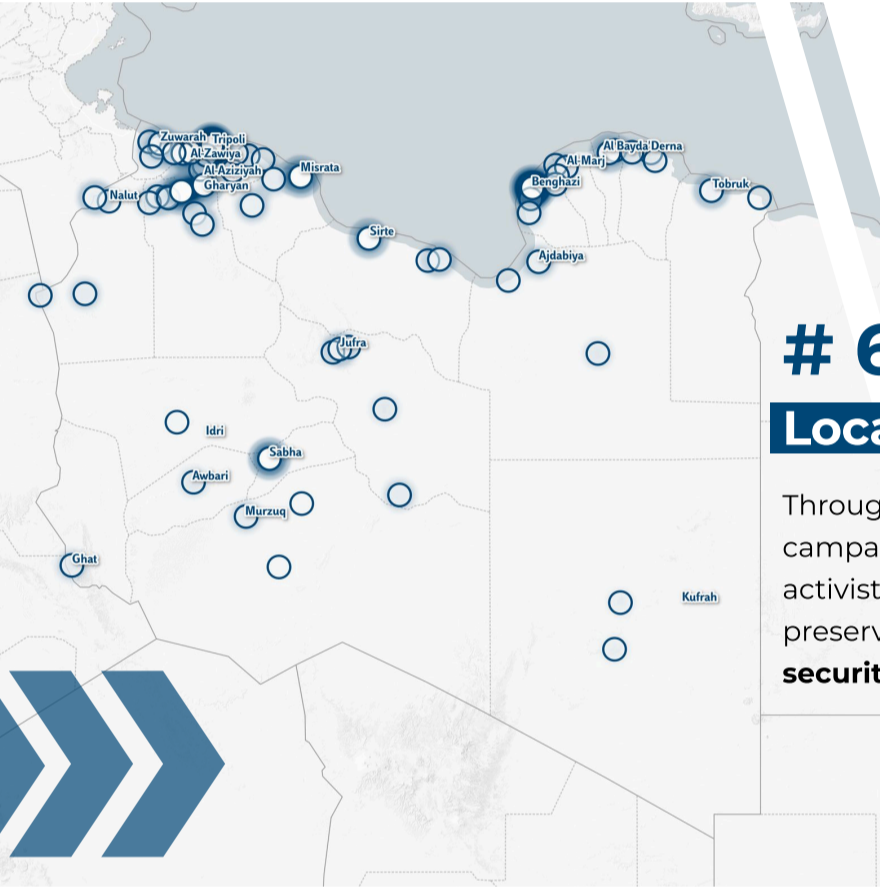 Zuwarah
Tripoli
Al-Zawiya
Al-Aziziyah
Gharyan
Misrata
Nalut
Sirte
Al Bayda
Derna
Al-Marj
Benghazi
Tobruk
Ajdabiya
Jufra
Idri
Sabha
Awbari
Murzuq
Ghat
Kufrah
# 6
Loca
Throug
campa
activist
preserv
securit